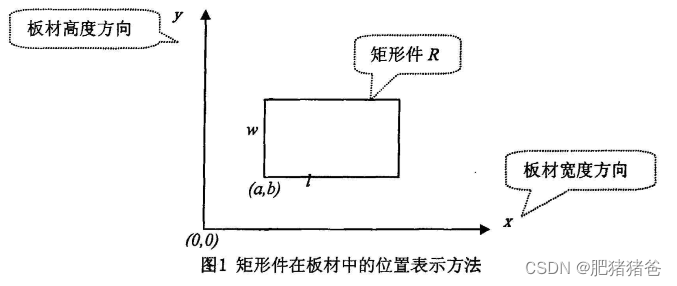 y
板材高度方向
矩形件 R
w
板材宽度方向
(a,b)
l
x
(0,0)
图1 矩形件在板材中的位置表示方法
CSDN @肥猪猪爸